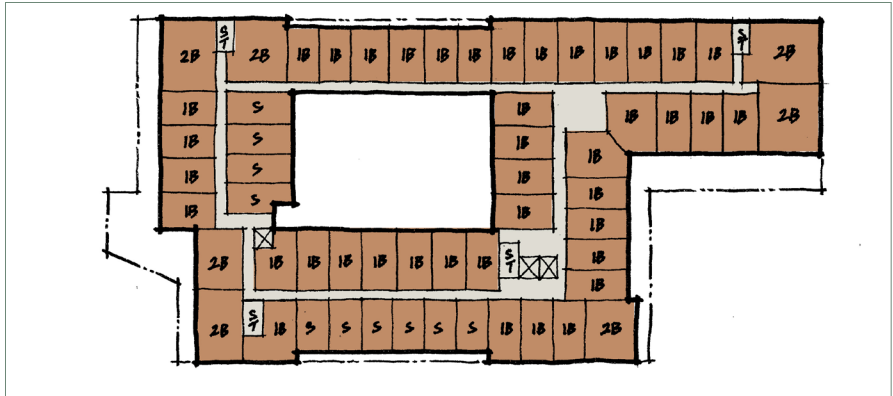 2B S/T 2B 1B 1B 1B 1B 1B 1B 1B 1B 1B 1B 1B 1B 1B S/T 2B
1B S 1B 1B 1B 1B 1B 2B
1B S 1B 1B
1B S 1B 1B
1B S 1B 1B
2B 1B 1B 1B 1B 1B 1B 1B S/T 1B
1B
2B S/T 1B S S S S S S 1B 1B 1B 2B